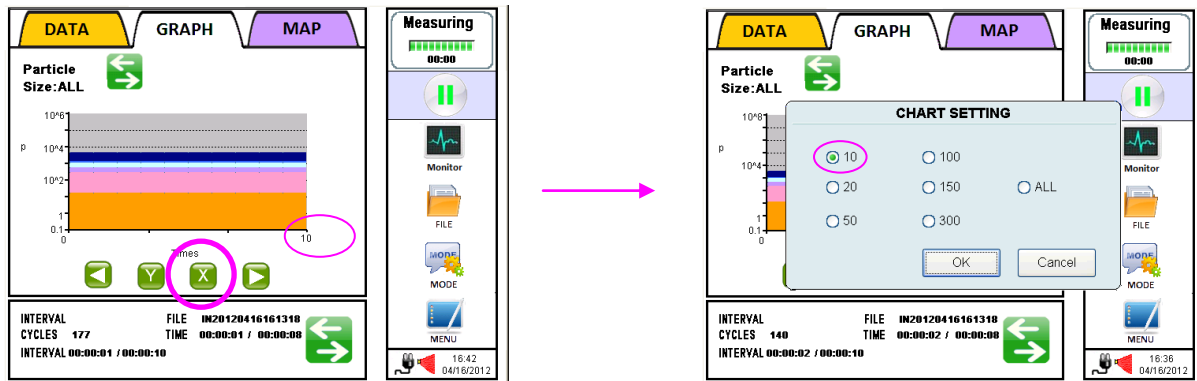 DATA GRAPH MAP
Measuring
00:00
Particle
Size:ALL
10^6
p
10^4
10^2
1
0.1
0
10
Times
Y X
Monitor
FILE
MODE
MODE
MENU
INTERVAL FILE IN20120416161318
CYCLES 177 TIME 00:00:01 / 00:00:08
INTERVAL 00:00:01 / 00:00:10
16:42
04/16/2012
DATA GRAPH MAP
Measuring
00:00
Particle
Size:ALL
CHART SETTING
10 100
20 150 ALL
50 300
OK Cancel
10^8
p
10^4
1
0.1
0
Monitor
FILE
MODE
MODE
MENU
INTERVAL FILE IN20120416161318
CYCLES 140 TIME 00:00:02 / 00:00:08
INTERVAL 00:00:02 / 00:00:10
16:36
04/16/2012